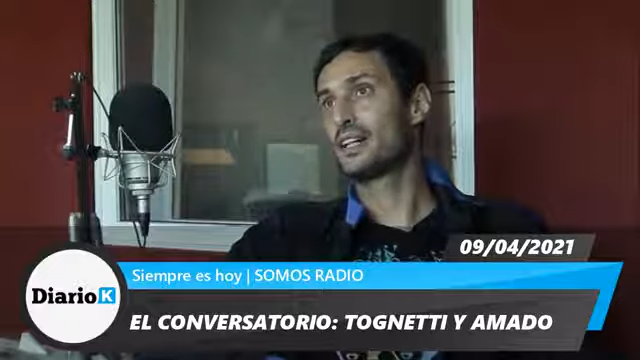 09/04/2021
Siempre es hoy | SOMOS RADIO
Diario K
EL CONVERSATORIO: TOGNETTI Y AMADO